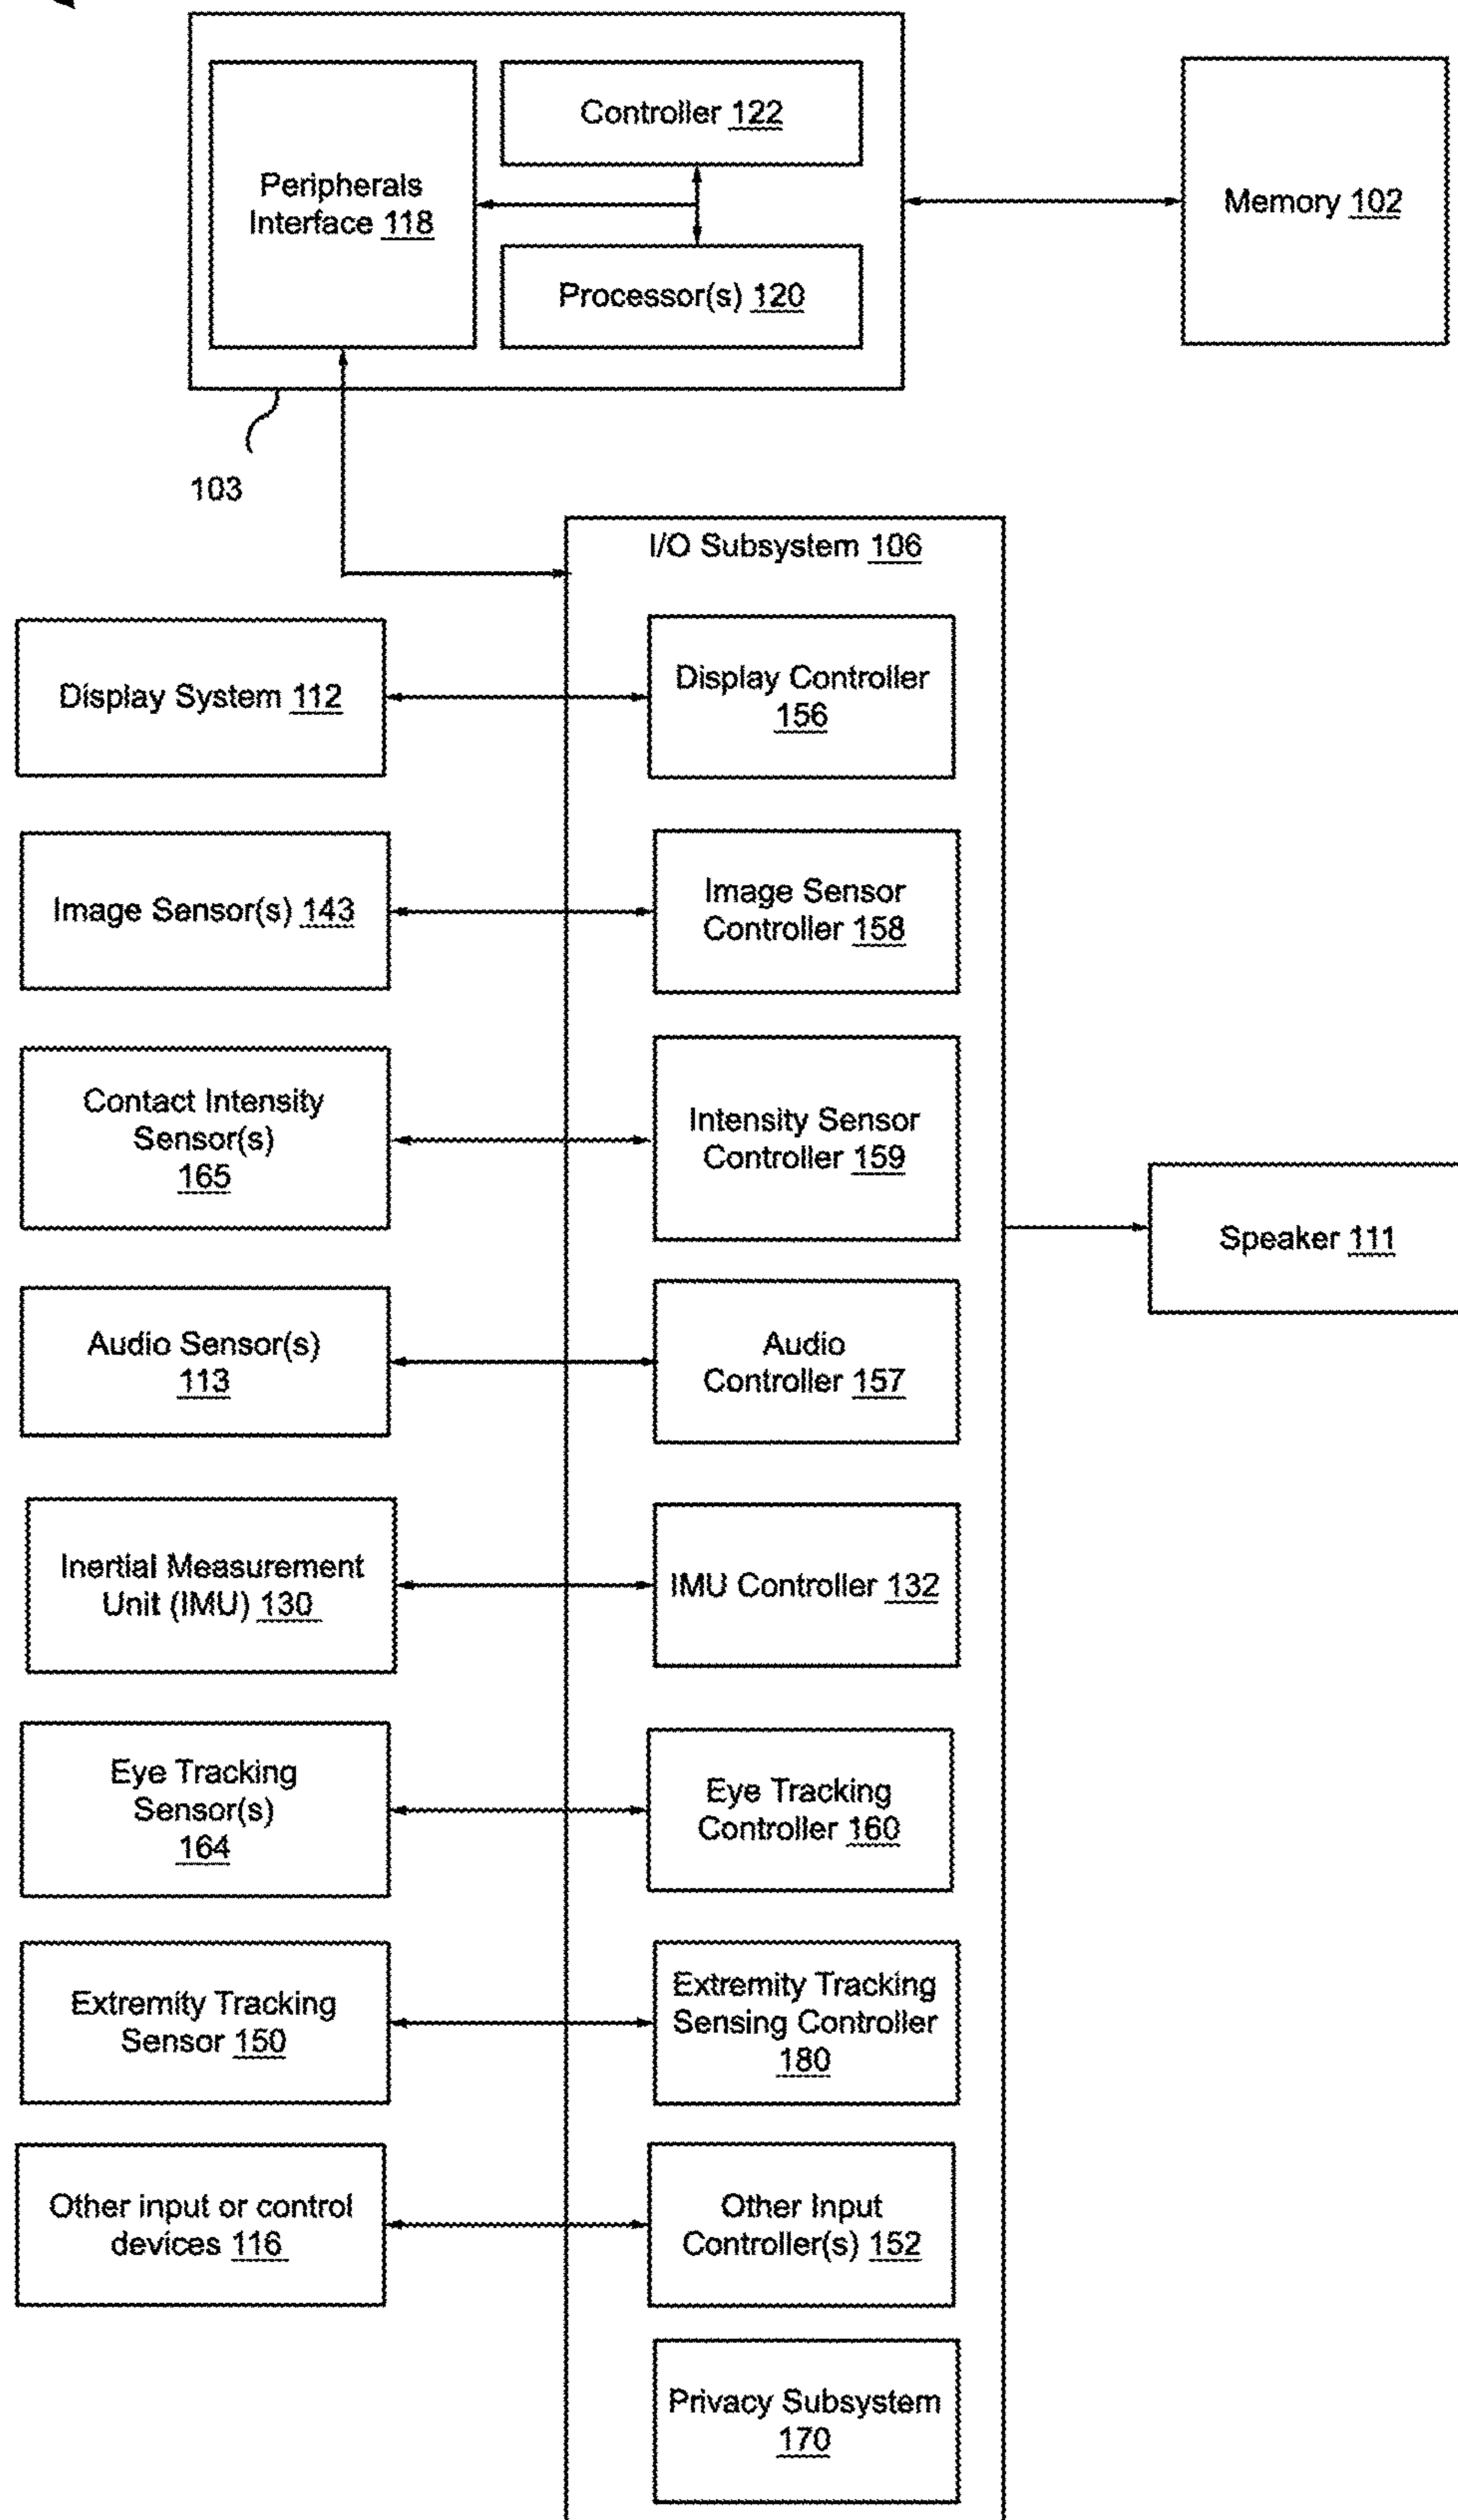 Controller 122
Peripherals
Interface 118
Processor(s) 120
Memory 102
103
I/O Subsystem 106
Display System 112
Display Controller
156
Image Sensor(s) 143
Image Sensor
Controller 158
Contact Intensity
Sensor(s)
165
Intensity Sensor
Controller 159
Speaker 111
Audio Sensor(s)
113
Audio
Controller 157
Inertial Measurement
Unit (IMU) 130
IMU Controller 132
Eye Tracking
Sensor(s)
164
Eye Tracking
Controller 160
Extremity Tracking
Sensor 150
Extremity Tracking
Sensing Controller
180
Other input or control
devices 116
Other Input
Controller(s) 152
Privacy Subsystem
170